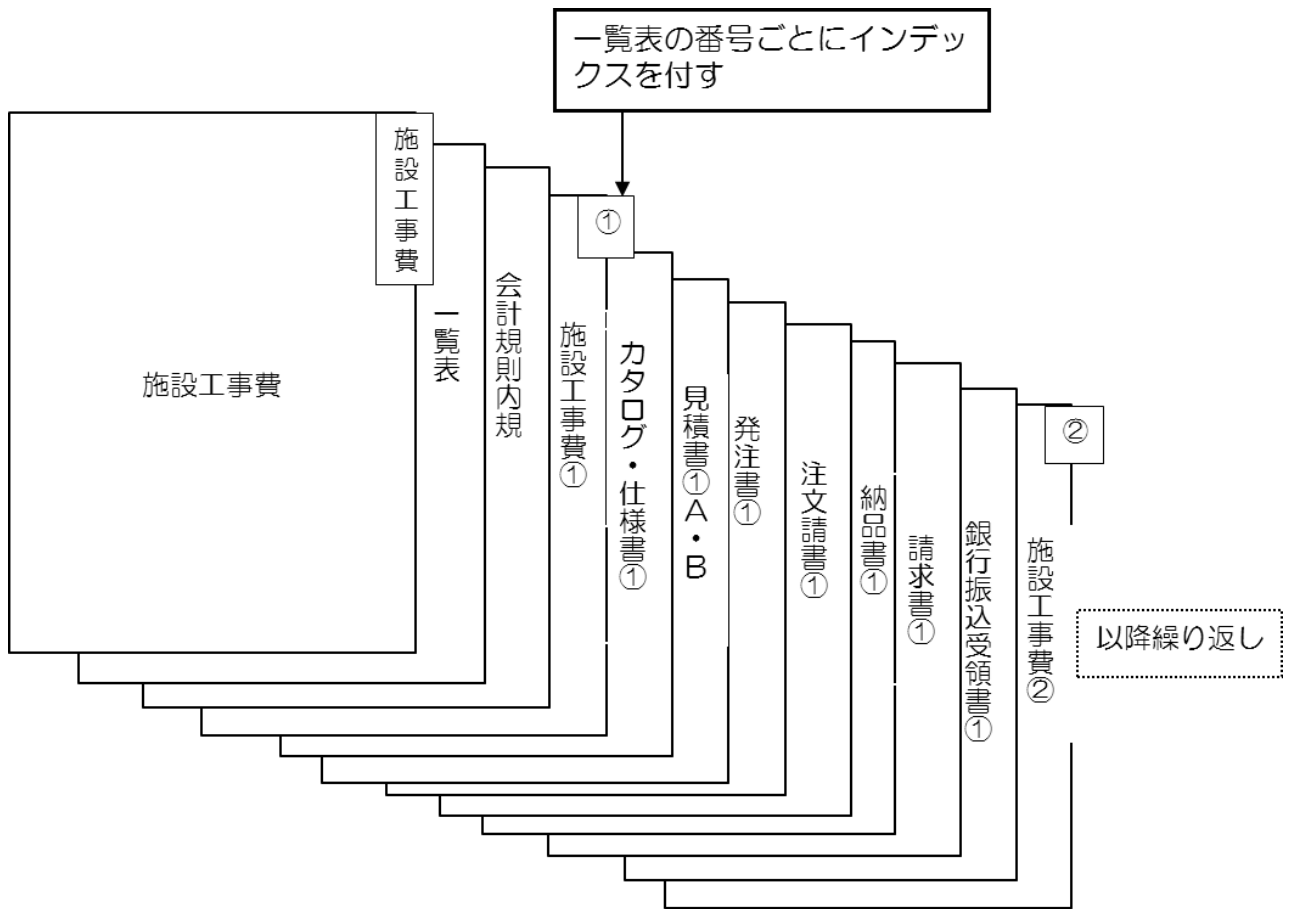 一覧表の番号ごとにインデッ
クスを付す
施設工事費
施設工事費
一覧表
会計規則内規
①
施設工事費①
カタログ・仕様書①
見積書①A・B
発注書①
注文請書①
納品書①
請求書①
銀行振込受領書①
②
施設工事費②
以降繰り返し